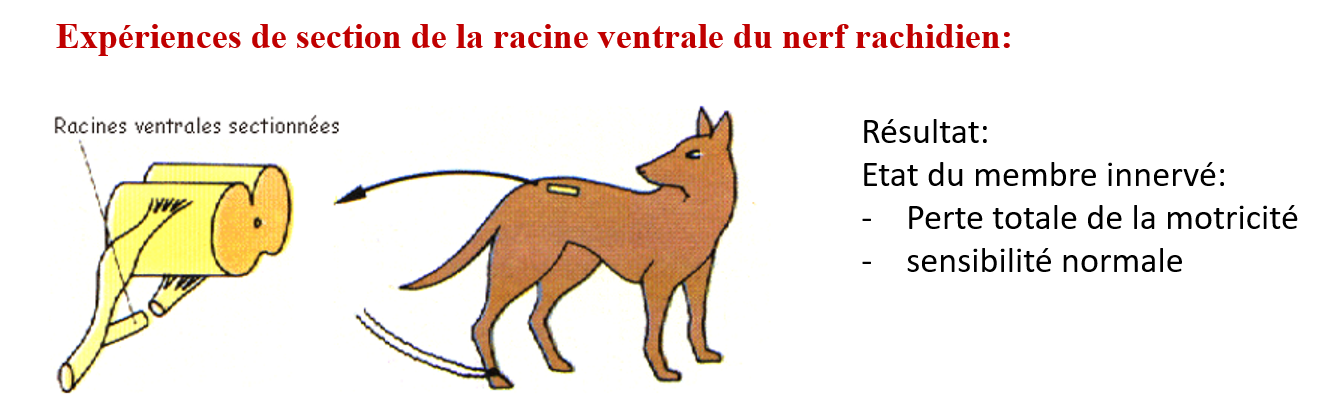 Expériences de section de la racine ventrale du nerf rachidien:
Racines ventrales sectionnées
Résultat:
Etat du membre innervé:
- Perte totale de la motricité
- sensibilité normale